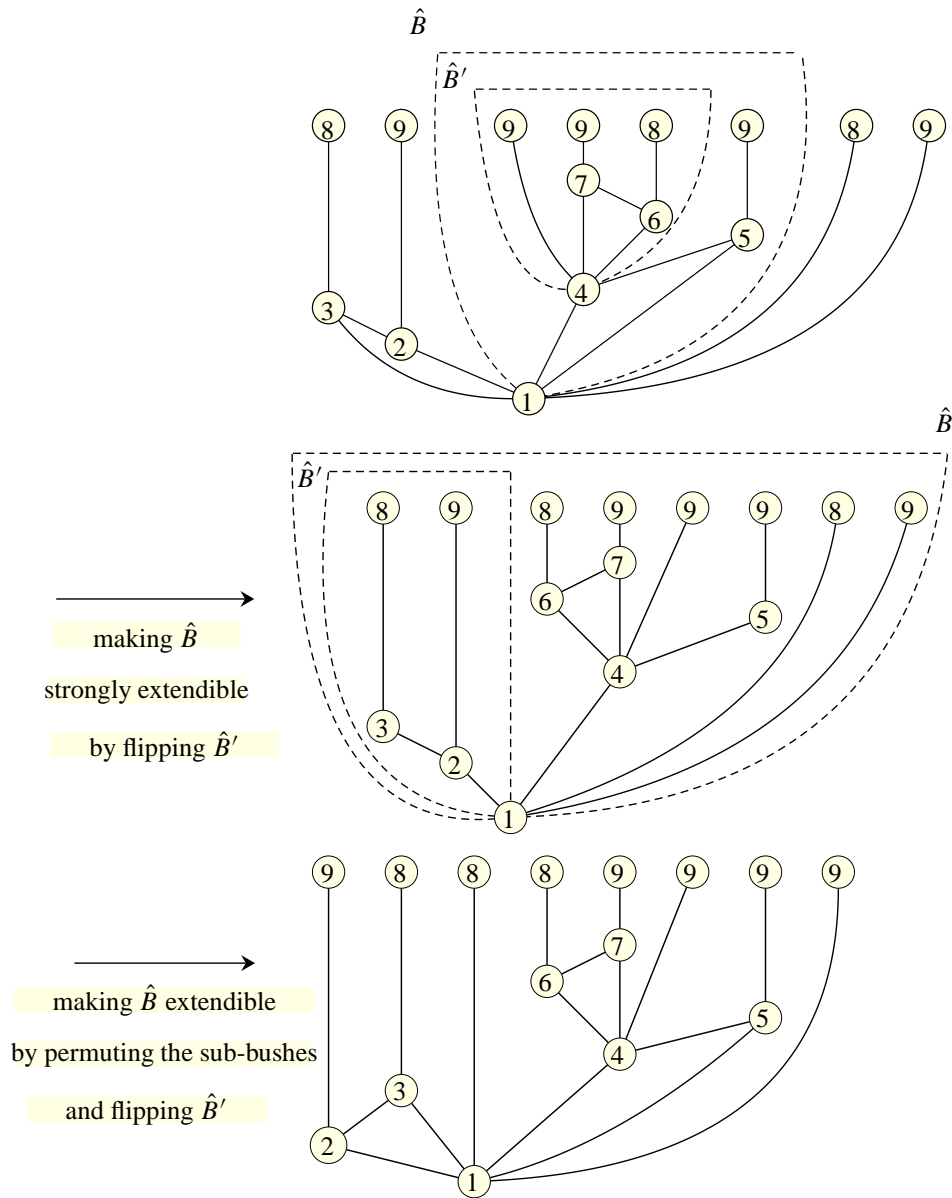 B̂
B̂′
8 9 9 9 8 9 8 9
7
6
5
4
3
2
1
B̂
B̂′
8 9 8 9 9 9 8 9
7
6
5
4
3
2
1
making B̂
strongly extendible
by flipping B̂′
9 8 8 8 9 9 9 9
7
6
5
4
3
2
1
making B̂ extendible
by permuting the sub-bushes
and flipping B̂′